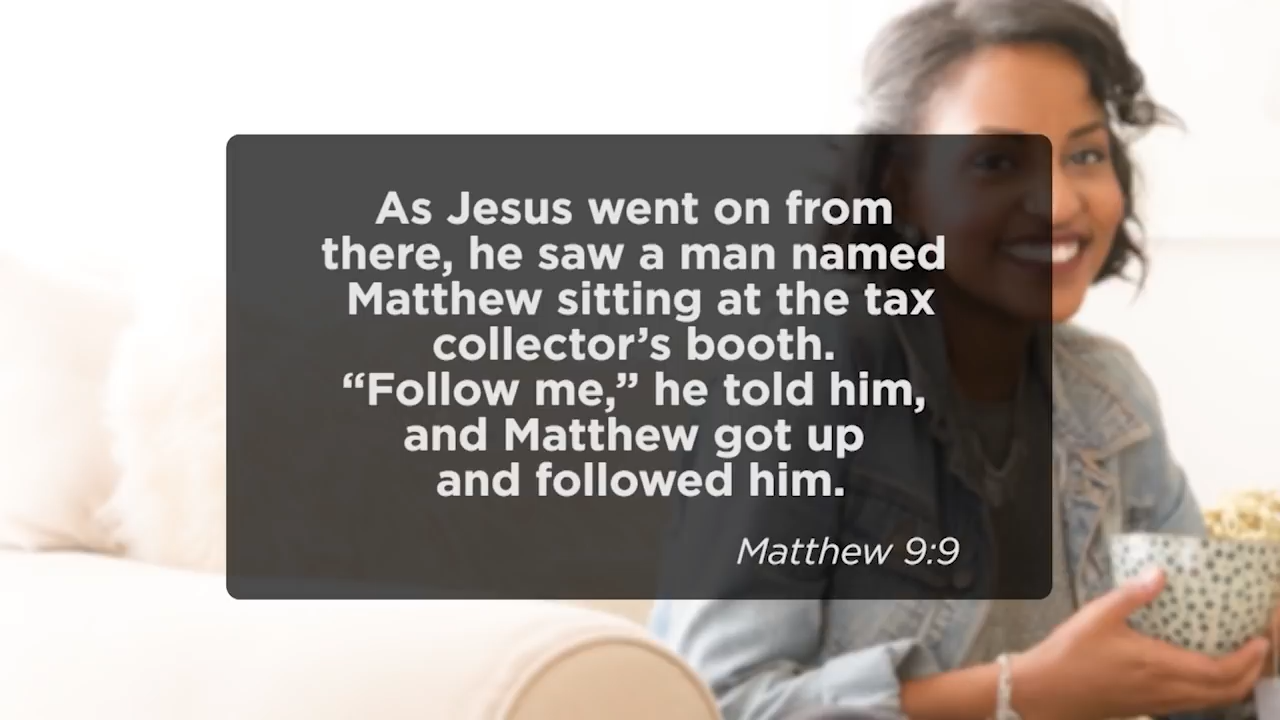 As Jesus went on from
there, he saw a man named
Matthew sitting at the tax
collector’s booth.
“Follow me,” he told him,
and Matthew got up
and followed him.
Matthew 9:9